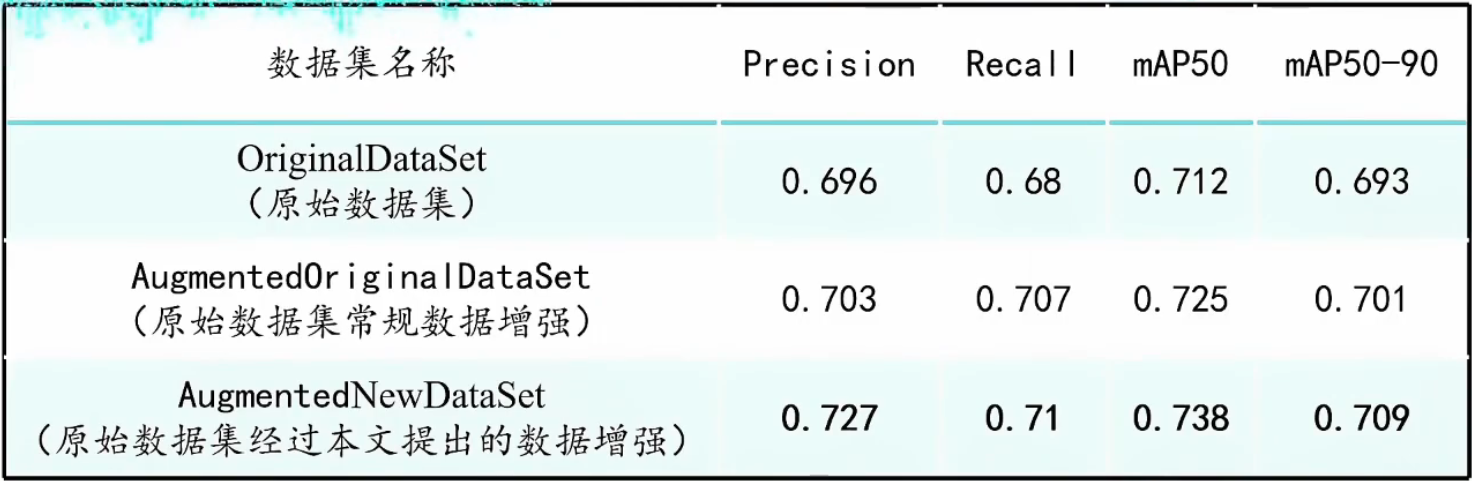 数据集名称 Precision Recall mAP50 mAP50-90
OriginalDataSet
(原始数据集) 0.696 0.68 0.712 0.693
AugmentedOriginalDataSet
(原始数据集常规数据增强) 0.703 0.707 0.725 0.701
AugmentedNewDataSet
(原始数据集经过本文提出的数据增强) 0.727 0.71 0.738 0.709